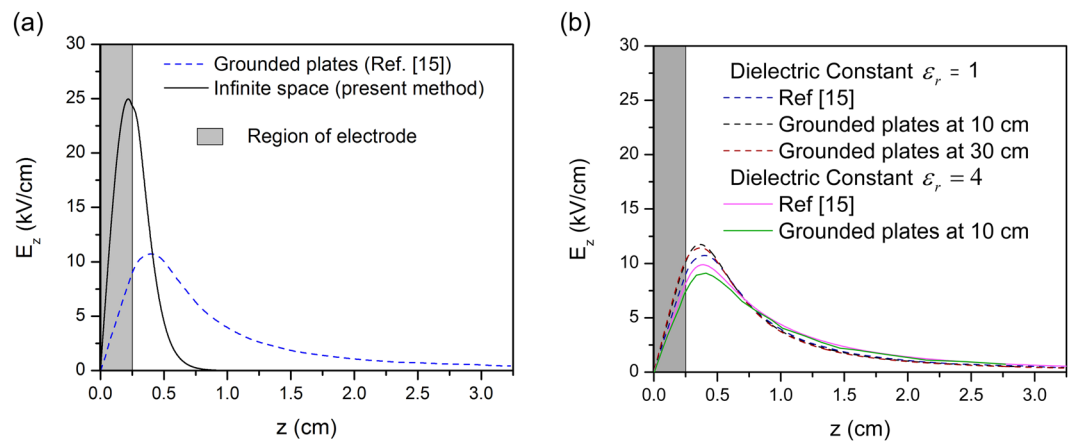 (a)
30
25
20
15
10
5
0
E_z (kV/cm)
0.0 0.5 1.0 1.5 2.0 2.5 3.0
z (cm)
Grounded plates (Ref. [15])
Infinite space (present method)
Region of electrode
(b)
30
25
20
15
10
5
0
E_z (kV/cm)
0.0 0.5 1.0 1.5 2.0 2.5 3.0
z (cm)
Dielectric Constant ε_r = 1
Ref [15]
Grounded plates at 10 cm
Grounded plates at 30 cm
Dielectric Constant ε_r = 4
Ref [15]
Grounded plates at 10 cm